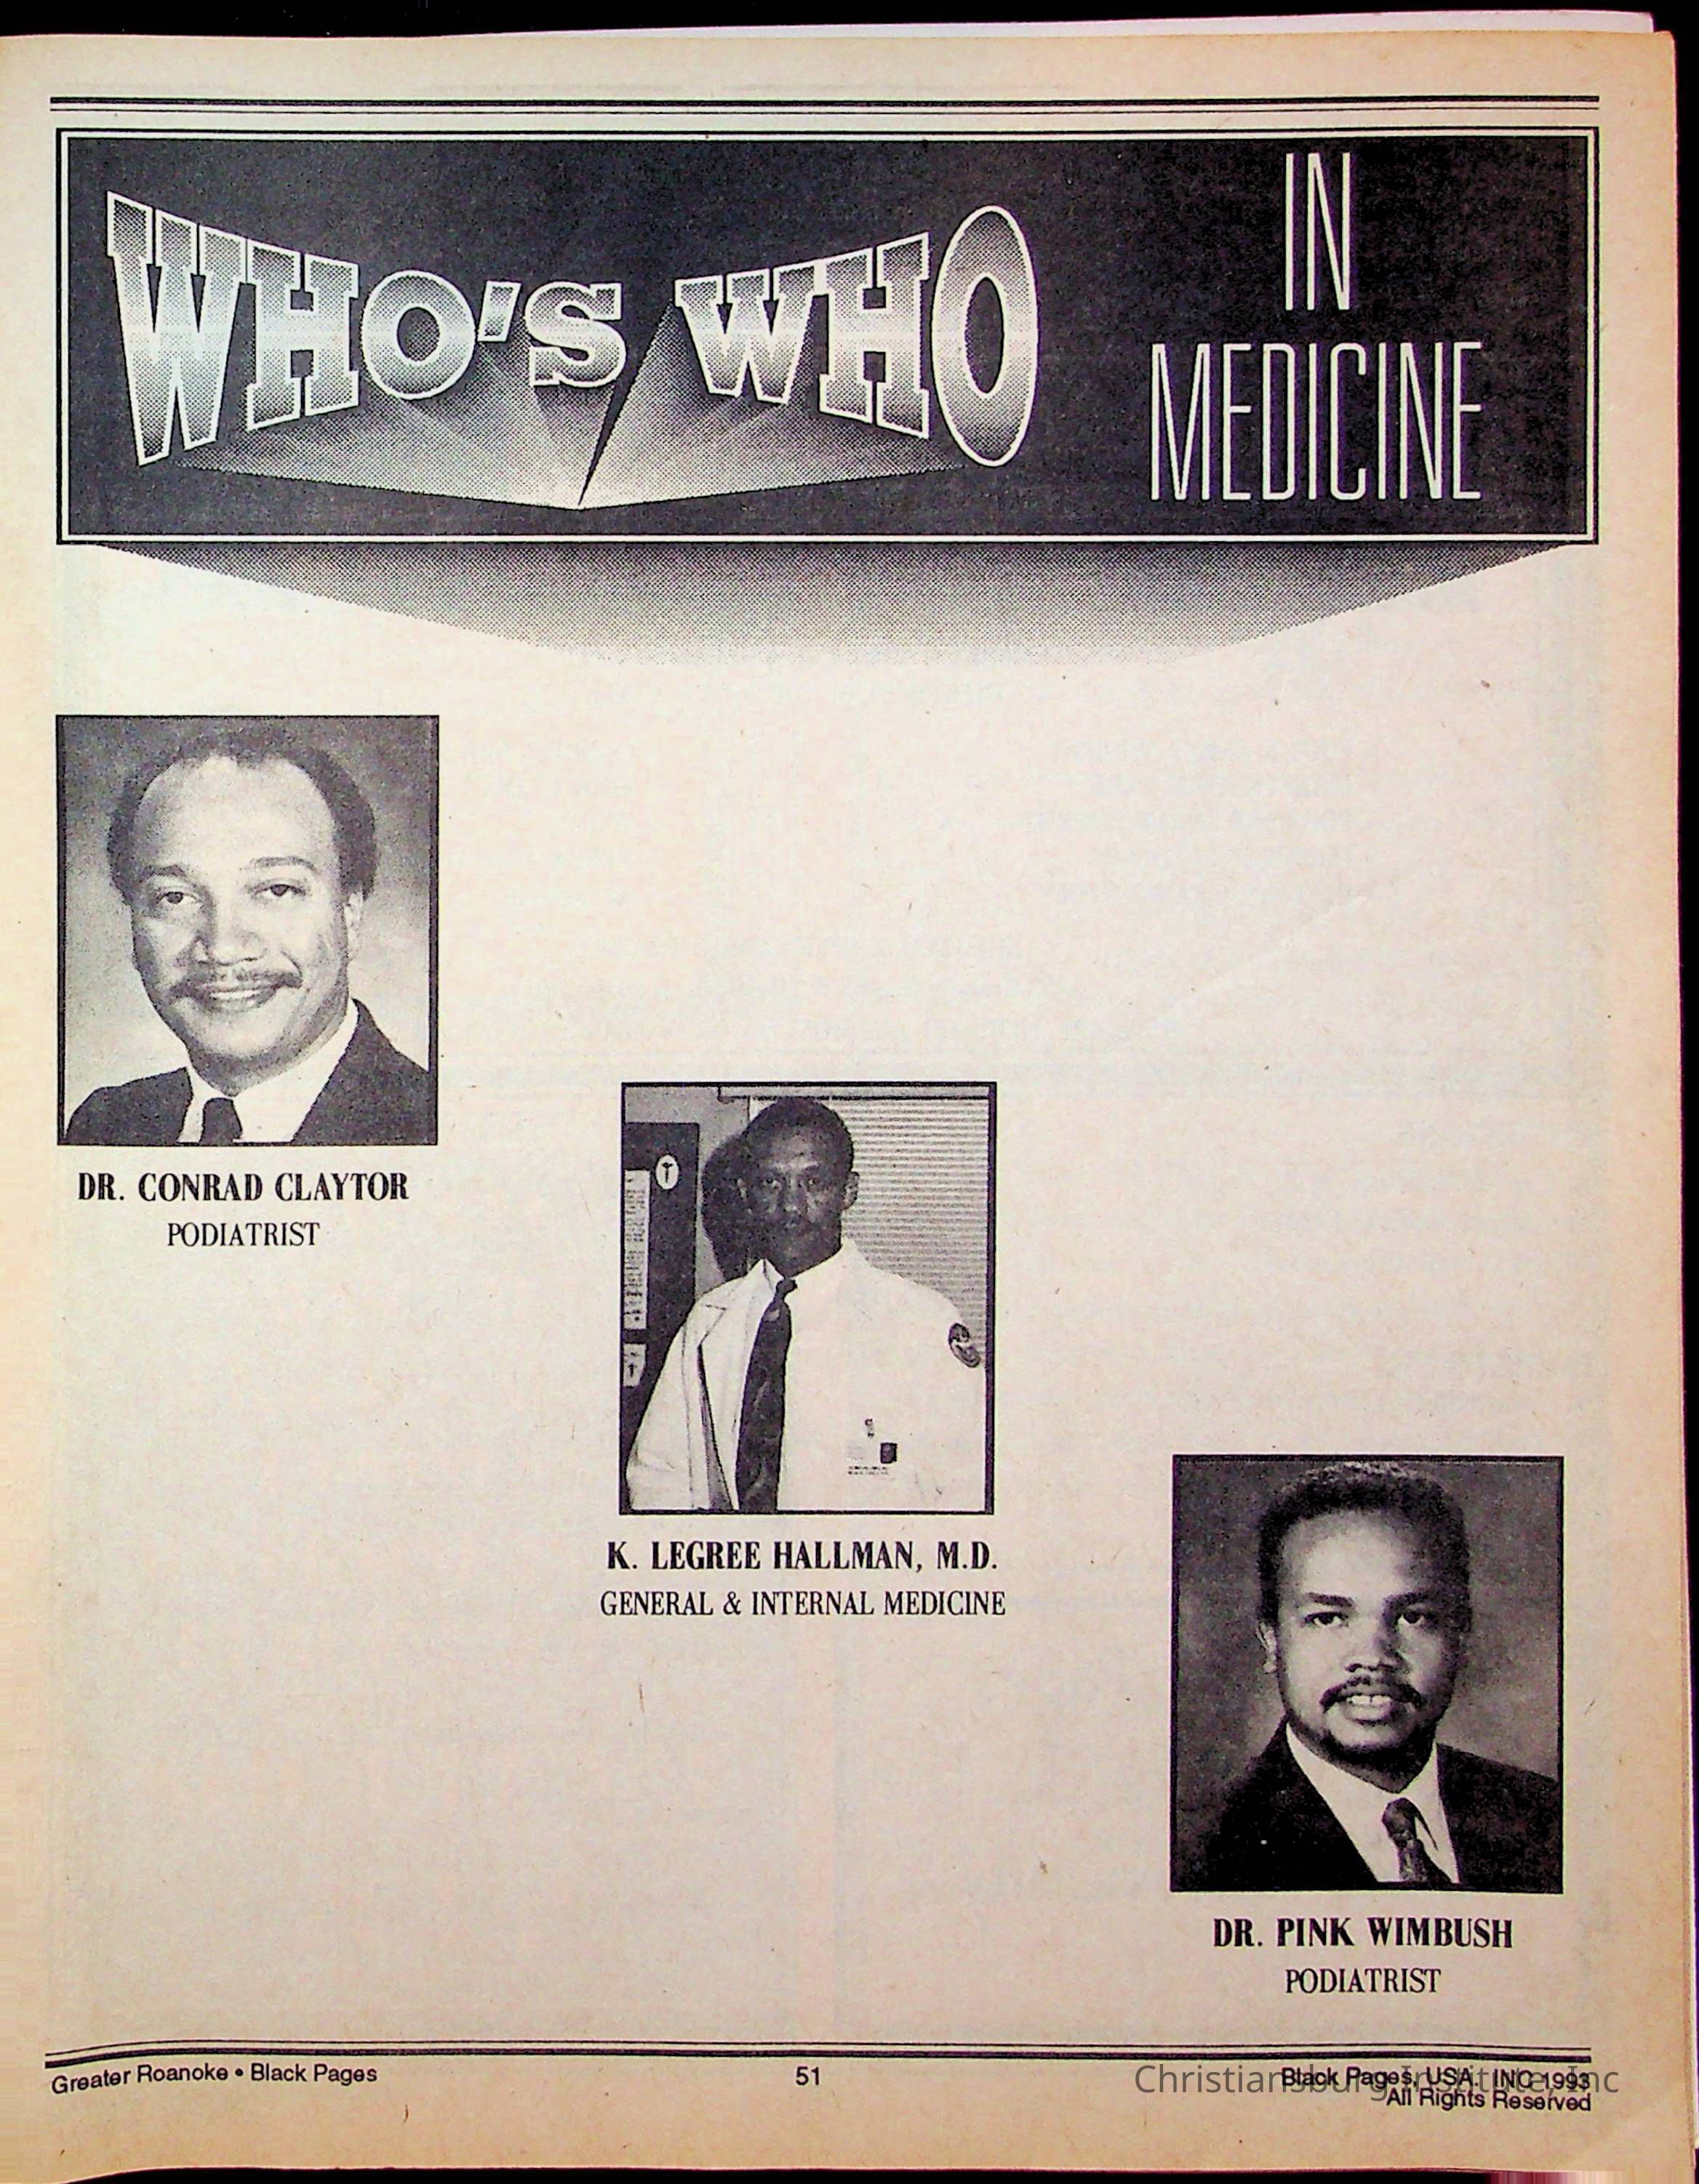 WHO'S WHO
IN
MEDICINE
DR. CONRAD CLAYTOR
PODIATRIST
K. LEGREE HALLMAN, M.D.
GENERAL & INTERNAL MEDICINE
DR. PINK WIMBUSH
PODIATRIST
Greater Roanoke • Black Pages
51
Black Pages, USA. INC 1993
All Rights Reserved
Christiansburg Institute, Inc